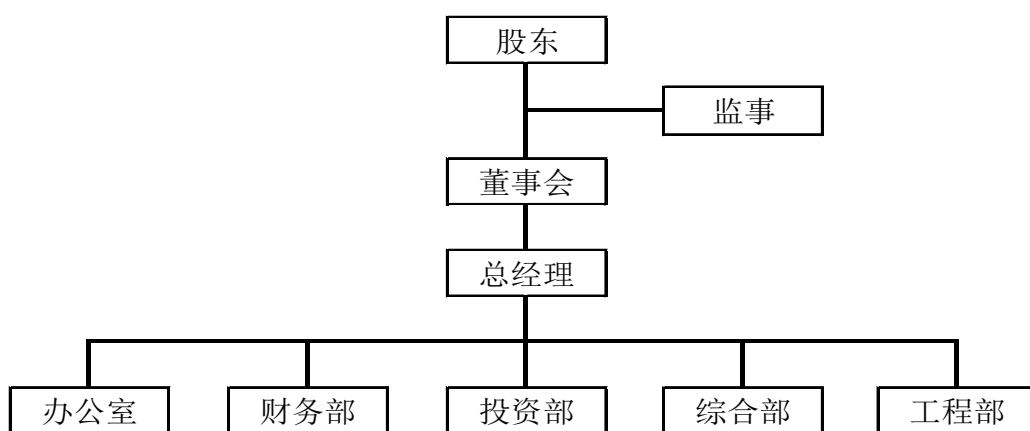 股东
监事
董事会
总经理
办公室
财务部
投资部
综合部
工程部